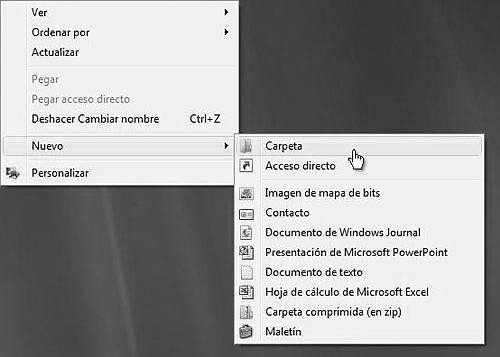 Ver
Ordenar por
Actualizar
Pegar
Pegar acceso directo
Deshacer Cambiar nombre Ctrl+Z
Nuevo
Personalizar
Carpeta
Acceso directo
Imagen de mapa de bits
Contacto
Documento de Windows Journal
Presentación de Microsoft PowerPoint
Documento de texto
Hoja de cálculo de Microsoft Excel
Carpeta comprimida (en zip)
Maletín